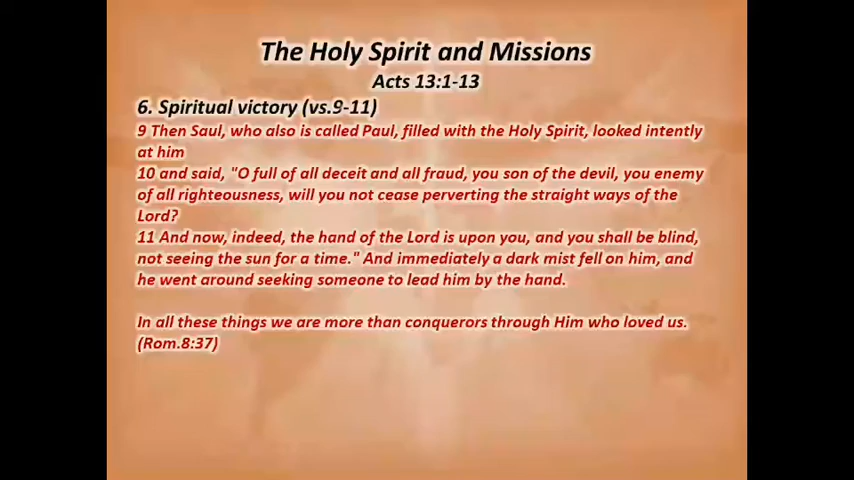 The Holy Spirit and Missions
Acts 13:1-13
6. Spiritual victory (vs.9-11)
9 Then Saul, who also is called Paul, filled with the Holy Spirit, looked intently
at him
10 and said, "O full of all deceit and all fraud, you son of the devil, you enemy
of all righteousness, will you not cease perverting the straight ways of the
Lord?
11 And now, indeed, the hand of the Lord is upon you, and you shall be blind,
not seeing the sun for a time." And immediately a dark mist fell on him, and
he went around seeking someone to lead him by the hand.
In all these things we are more than conquerors through Him who loved us.
(Rom.8:37)